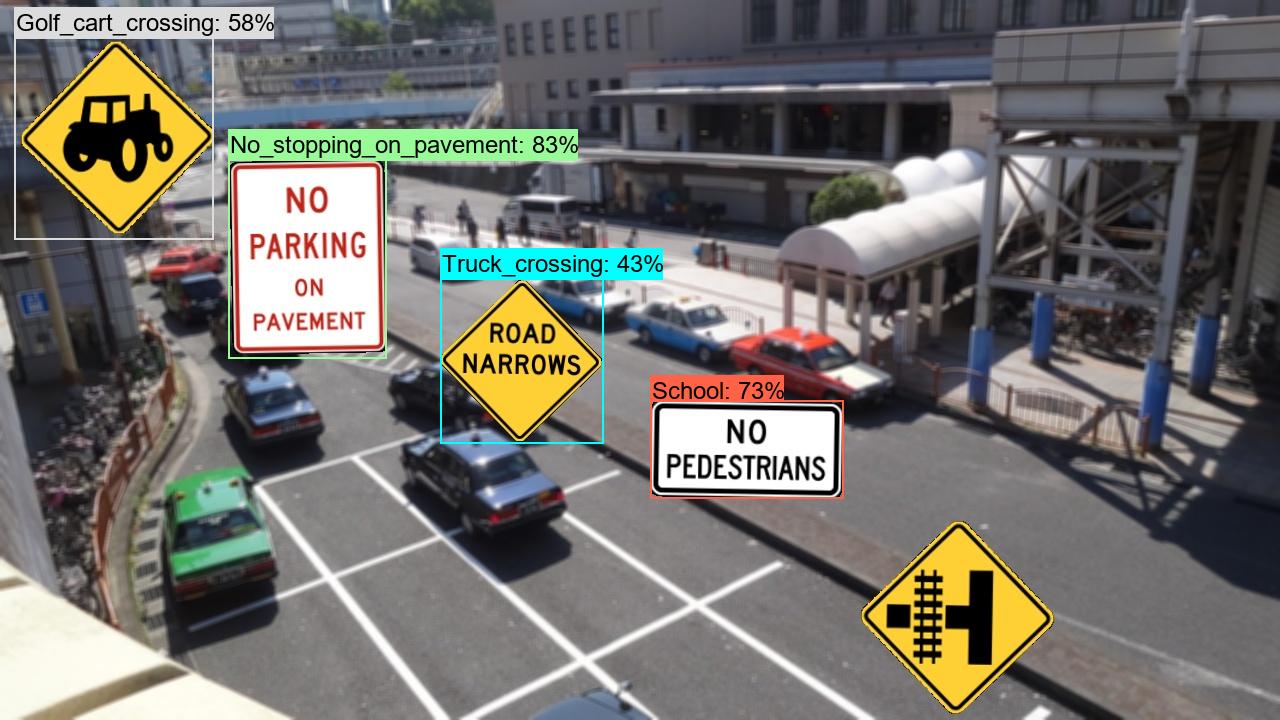 Golf_cart_crossing: 58%
No_stopping_on_pavement: 83%
NO
PARKING
ON
PAVEMENT
Truck_crossing: 43%
ROAD
NARROWS
School: 73%
NO
PEDESTRIANS